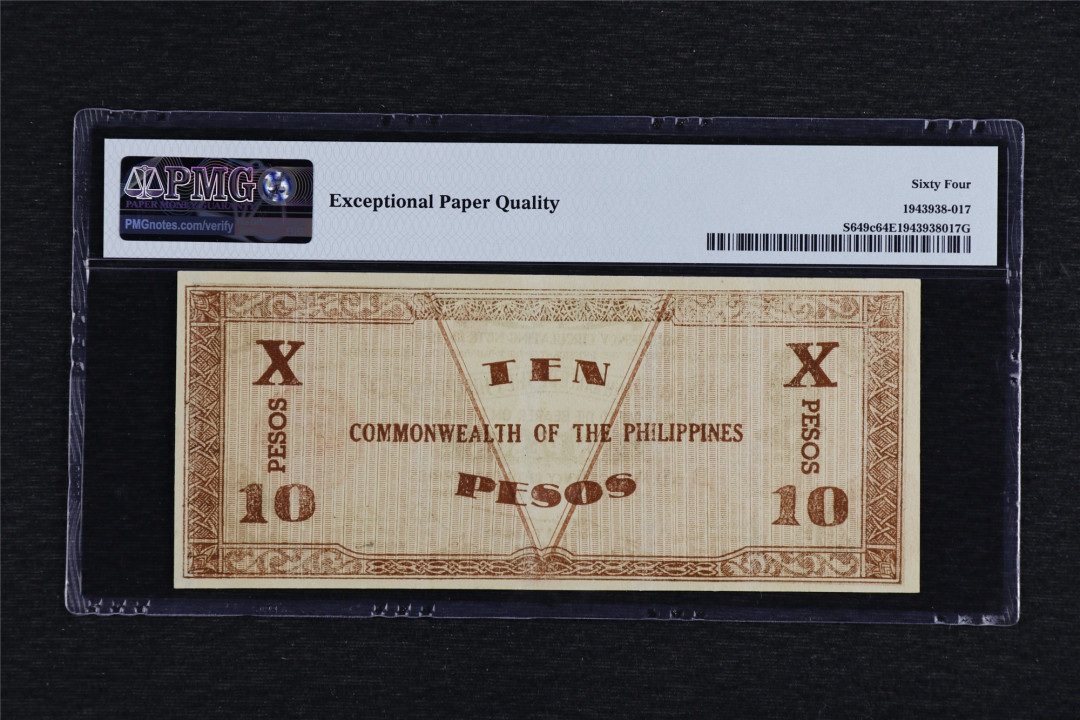 PMG
PAPER MONEY GUARANTY
PMGnotes.com/verify
Exceptional Paper Quality
Sixty Four
1943938-017
S649c64E1943938017G
X
PESOS
10
TEN
COMMONWEALTH OF THE PHILIPPINES
PESOS
X
PESOS
10